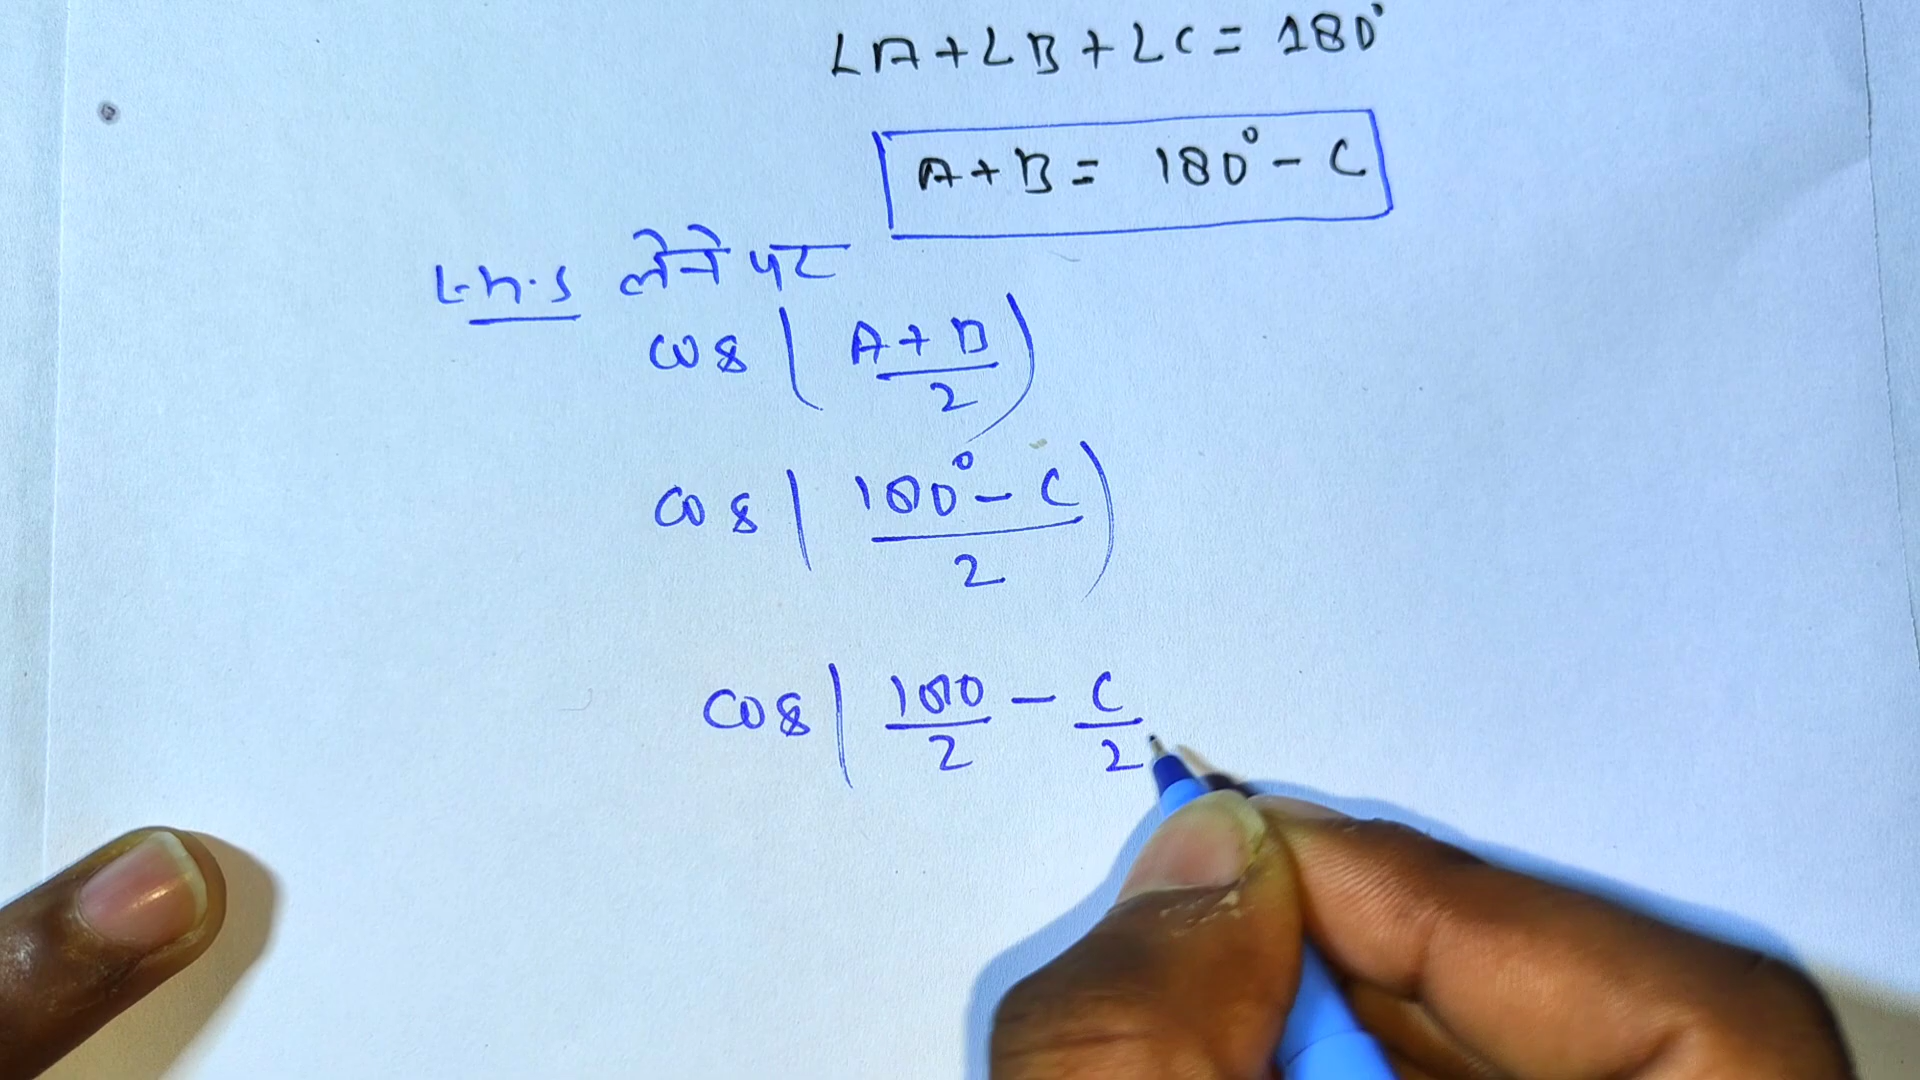 ∠A+∠B+∠C = 180°
A+B = 180° - C
L.h.s लेने पर
cos (A+B/2)
cos (180° - C/2)
cos (180/2 - C/2